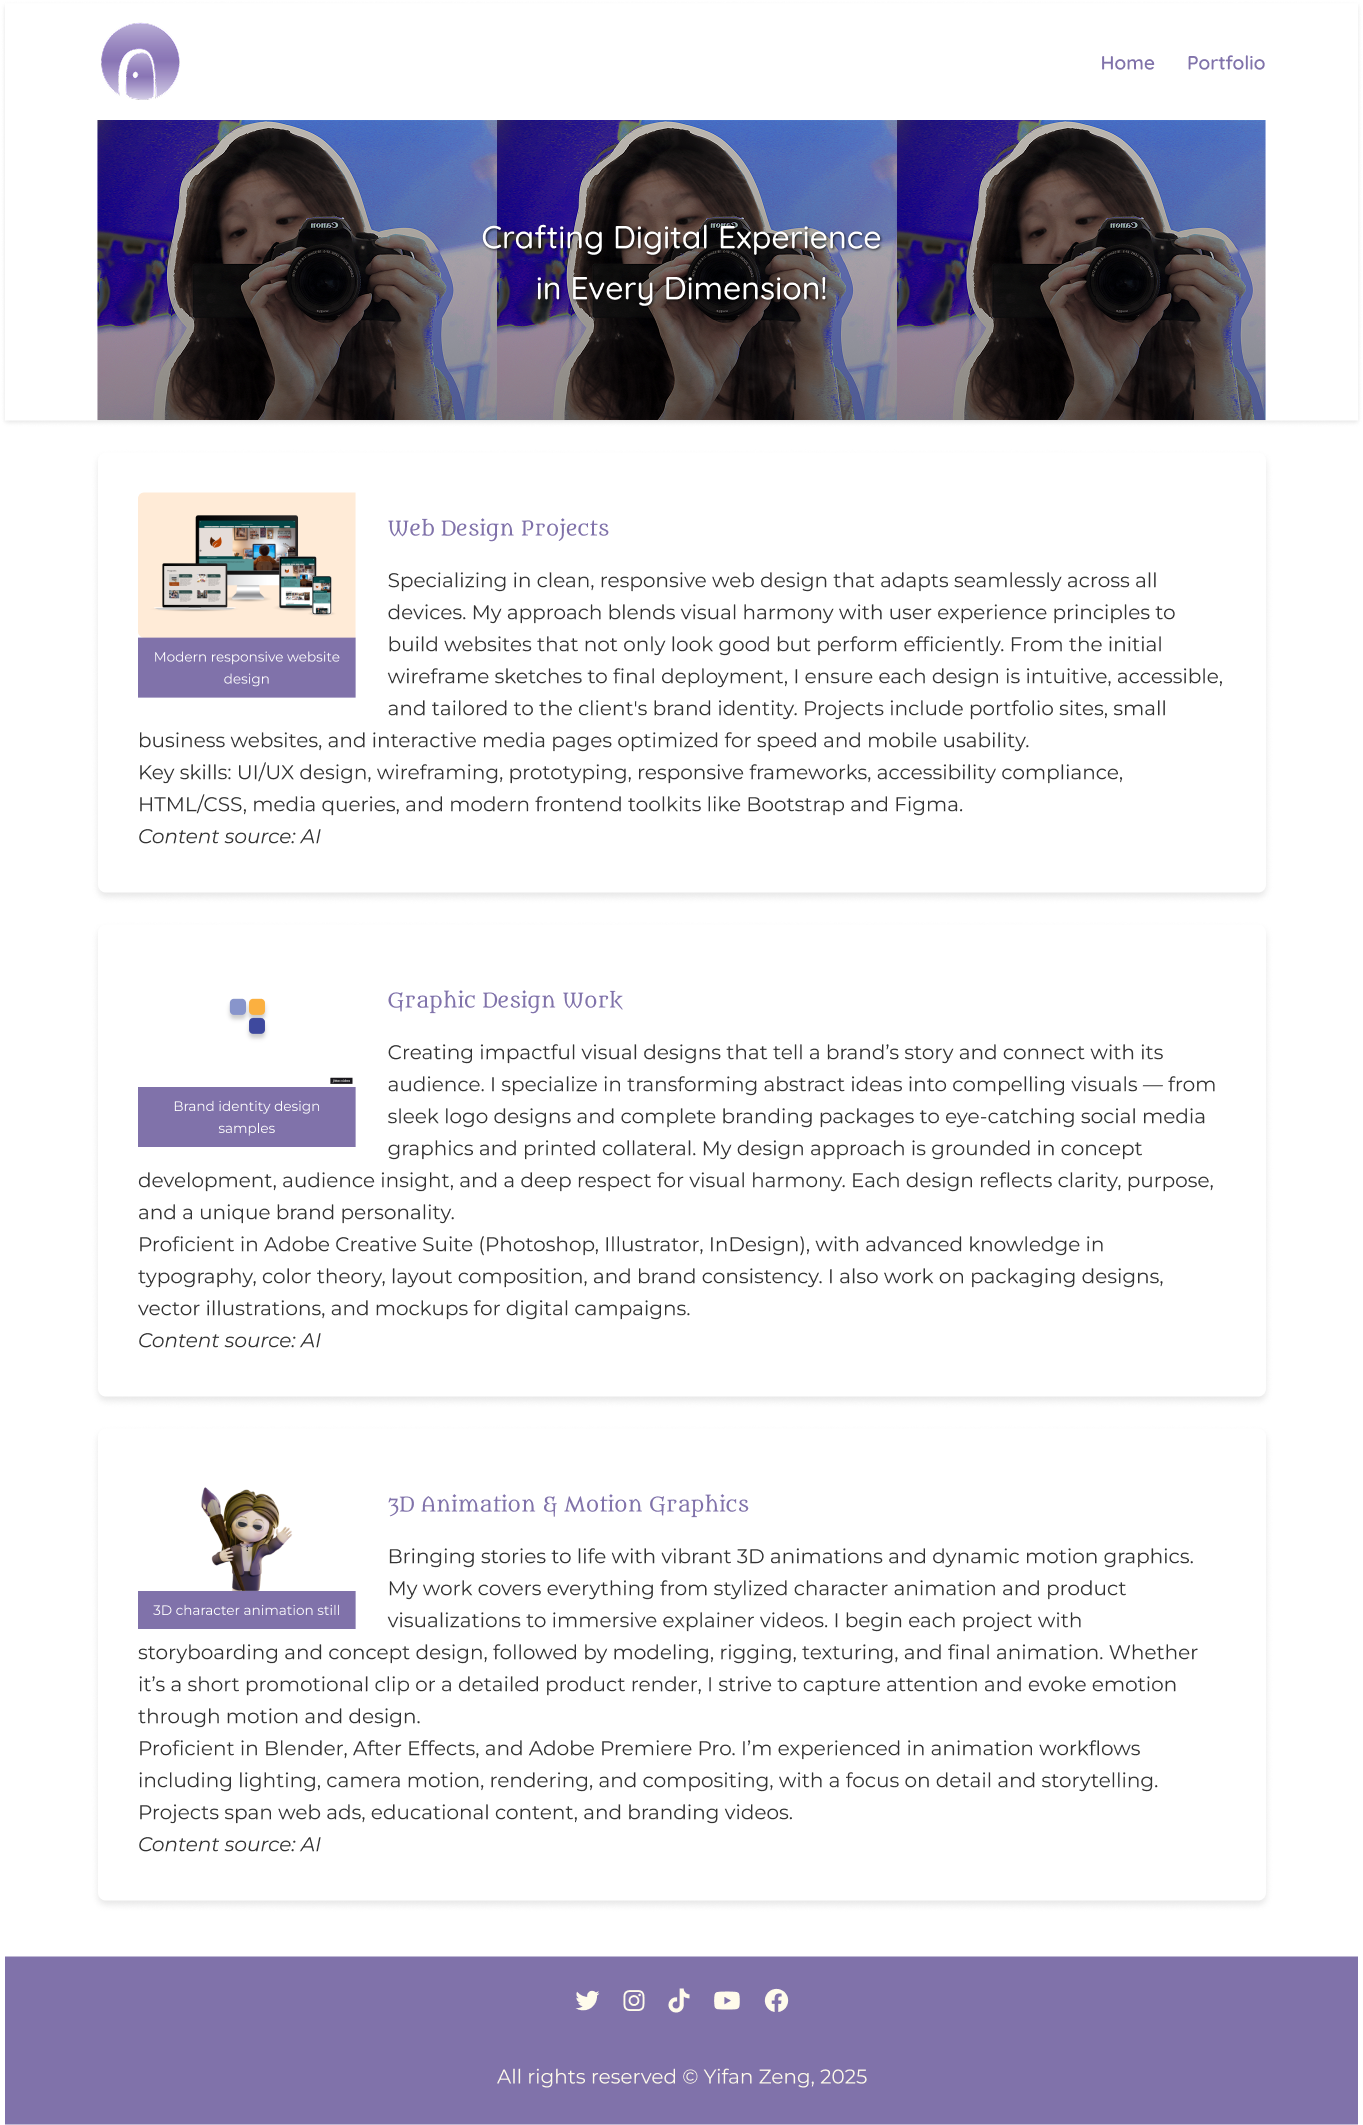 Home Portfolio
Crafting Digital Experience
in Every Dimension!
Modern responsive website
design
Web Design Projects
Specializing in clean, responsive web design that adapts seamlessly across all
devices. My approach blends visual harmony with user experience principles to
build websites that not only look good but perform efficiently. From the initial
wireframe sketches to final deployment, I ensure each design is intuitive, accessible,
and tailored to the client's brand identity. Projects include portfolio sites, small
business websites, and interactive media pages optimized for speed and mobile usability.
Key skills: UI/UX design, wireframing, prototyping, responsive frameworks, accessibility compliance,
HTML/CSS, media queries, and modern frontend toolkits like Bootstrap and Figma.
Content source: AI
Brand identity design
samples
Graphic Design Work
Creating impactful visual designs that tell a brand’s story and connect with its
audience. I specialize in transforming abstract ideas into compelling visuals — from
sleek logo designs and complete branding packages to eye-catching social media
graphics and printed collateral. My design approach is grounded in concept
development, audience insight, and a deep respect for visual harmony. Each design reflects clarity, purpose,
and a unique brand personality.
Proficient in Adobe Creative Suite (Photoshop, Illustrator, InDesign), with advanced knowledge in
typography, color theory, layout composition, and brand consistency. I also work on packaging designs,
vector illustrations, and mockups for digital campaigns.
Content source: AI
3D character animation still
3D Animation & Motion Graphics
Bringing stories to life with vibrant 3D animations and dynamic motion graphics.
My work covers everything from stylized character animation and product
visualizations to immersive explainer videos. I begin each project with
storyboarding and concept design, followed by modeling, rigging, texturing, and final animation. Whether
it’s a short promotional clip or a detailed product render, I strive to capture attention and evoke emotion
through motion and design.
Proficient in Blender, After Effects, and Adobe Premiere Pro. I’m experienced in animation workflows
including lighting, camera motion, rendering, and compositing, with a focus on detail and storytelling.
Projects span web ads, educational content, and branding videos.
Content source: AI
All rights reserved © Yifan Zeng, 2025